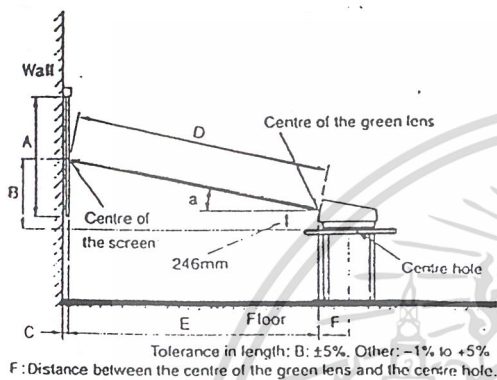 Wall
D
Centre of the green lens
A
B
a
Centre of
the screen
246mm
Centre hole
E
Floor
F
C
Tolerance in length: B: ±5%. Other: -1% to +5%
F: Distance between the centre of the green lens and the centre hole.